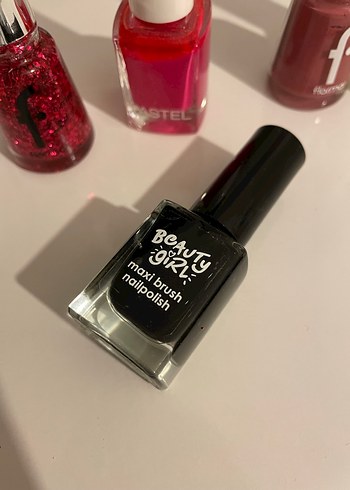 f
PASTEL
f
flormar
BEAUTY
GIRL
maxi brush
nailpolish